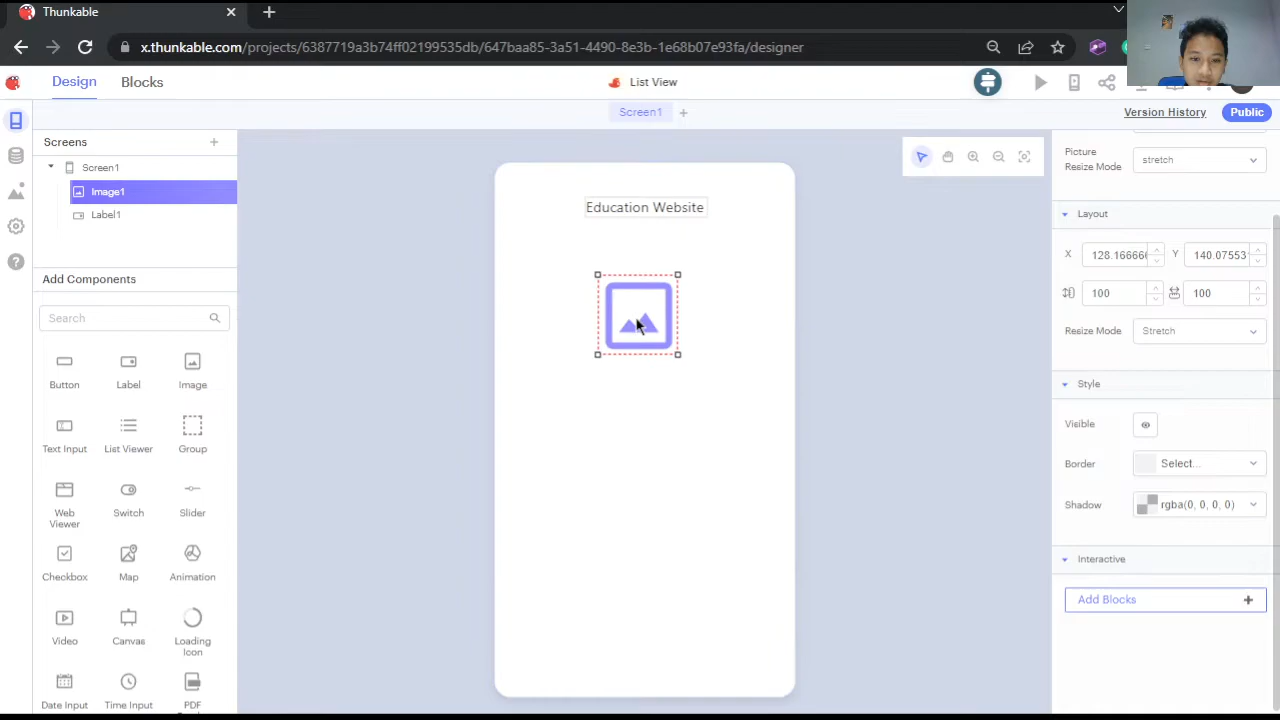 Thunkable
x.thunkable.com/projects/6387719a3b74ff02199535db/647baa85-3a51-4490-8e3b-1e68b07e93fa/designer
Design
Blocks
List View
Screen1
Version History
Public
Screens
Screen1
Image1
Label1
Add Components
Search
Button
Label
Image
Text Input
List Viewer
Group
Web
Viewer
Switch
Slider
Checkbox
Map
Animation
Video
Canvas
Loading
Icon
Date Input
Time Input
PDF
Education Website
Picture
Resize Mode
stretch
Layout
X
128.16666
Y
140.07553
100
100
Resize Mode
Stretch
Style
Visible
Border
Select...
Shadow
rgba(0, 0, 0, 0)
Interactive
Add Blocks